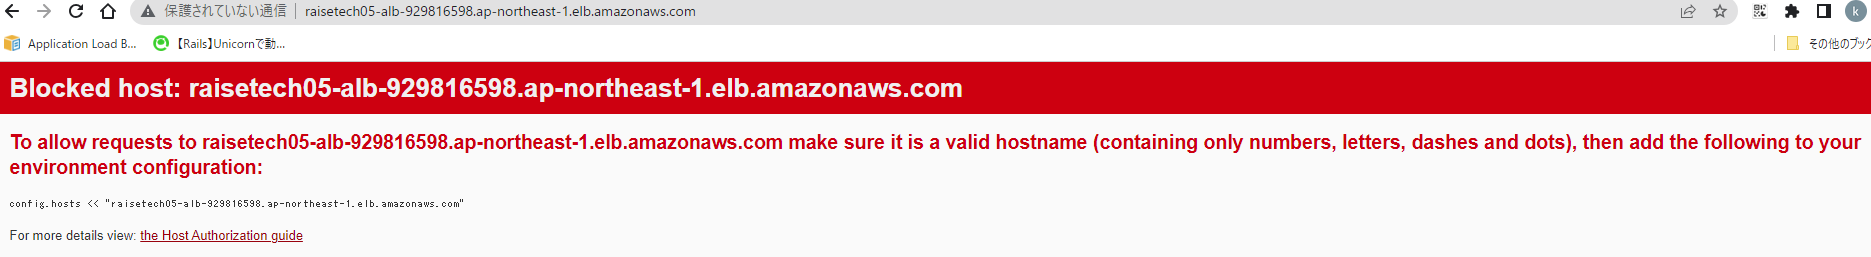 保護されていない通信 raisetech05-alb-929816598.ap-northeast-1.elb.amazonaws.com k
Application Load B... 【Rails】Unicornで動... その他のブック
Blocked host: raisetech05-alb-929816598.ap-northeast-1.elb.amazonaws.com
To allow requests to raisetech05-alb-929816598.ap-northeast-1.elb.amazonaws.com make sure it is a valid hostname (containing only numbers, letters, dashes and dots), then add the following to your
environment configuration:
config.hosts << "raisetech05-alb-929816598.ap-northeast-1.elb.amazonaws.com"
For more details view: the Host Authorization guide